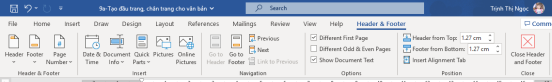 9a-Tạo đầu trang, chân trang cho văn bản
Search
Trịnh Thị Ngọc
File Home Insert Draw Design Layout References Mailings Review View Help Header & Footer
Comm
Header Footer Page Number
Date & Time Document Info Quick Parts Pictures Online Pictures
Go to Header Go to Footer
Previous
Next
Link to Previous
Different First Page
Different Odd & Even Pages
Show Document Text
Header from Top: 1.27 cm
Footer from Bottom: 1.27 cm
Insert Alignment Tab
Close Header and Footer
Header & Footer Insert Navigation Options Position Close